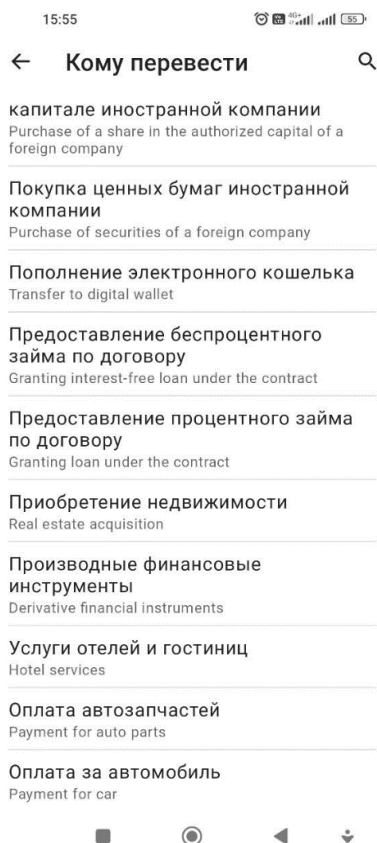 15:55
4G+
55
Кому перевести
капитале иностранной компании
Purchase of a share in the authorized capital of a
foreign company
Покупка ценных бумаг иностранной
компании
Purchase of securities of a foreign company
Пополнение электронного кошелька
Transfer to digital wallet
Предоставление беспроцентного
займа по договору
Granting interest-free loan under the contract
Предоставление процентного займа
по договору
Granting loan under the contract
Приобретение недвижимости
Real estate acquisition
Производные финансовые
инструменты
Derivative financial instruments
Услуги отелей и гостиниц
Hotel services
Оплата автозапчастей
Payment for auto parts
Оплата за автомобиль
Payment for car